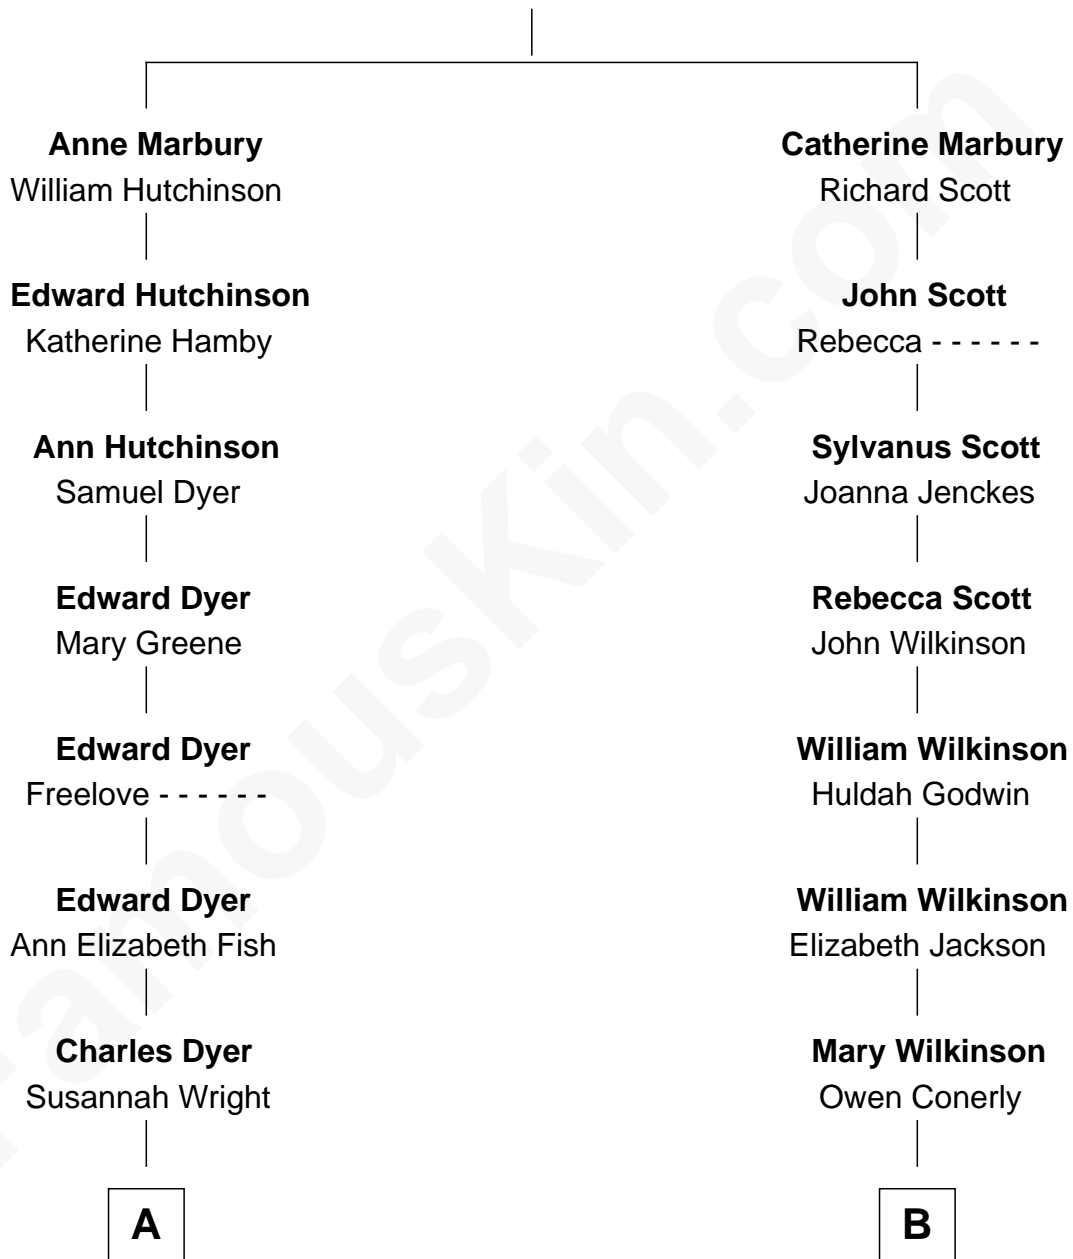 Anne Marbury
William Hutchinson
Edward Hutchinson
Katherine Hamby
Ann Hutchinson
Samuel Dyer
Edward Dyer
Mary Greene
Edward Dyer
Freelove - - - - - -
Edward Dyer
Ann Elizabeth Fish
Charles Dyer
Susannah Wright
A
Catherine Marbury
Richard Scott
John Scott
Rebecca - - - - - -
Sylvanus Scott
Joanna Jenckes
Rebecca Scott
John Wilkinson
William Wilkinson
Huldah Godwin
William Wilkinson
Elizabeth Jackson
Mary Wilkinson
Owen Conerly
B
FamousKin.com